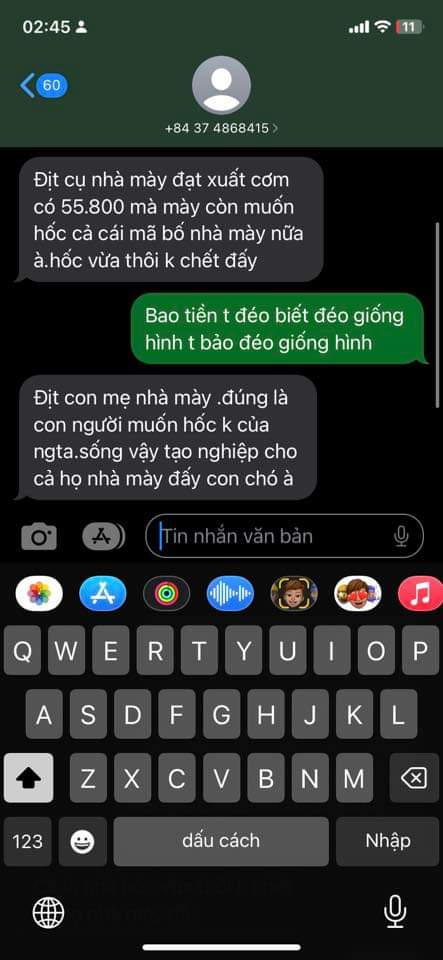 02:45
11
60
+84 37 4868415
Địt cụ nhà mày đạt xuất cơm
có 55.800 mà mày còn muốn
hốc cả cái mã bố nhà mày nữa
à.hốc vừa thôi k chết đấy
Bao tiền t đéo biết đéo giống
hình t bảo đéo giống hình
Địt con mẹ nhà mày .đúng là
con người muốn hốc k của
ngta.sống vậy tạo nghiệp cho
cả họ nhà mày đấy con chó à
Tin nhắn văn bản
Q W E R T Y U I O P
A S D F G H J K L
Z X C V B N M
123 dấu cách Nhập